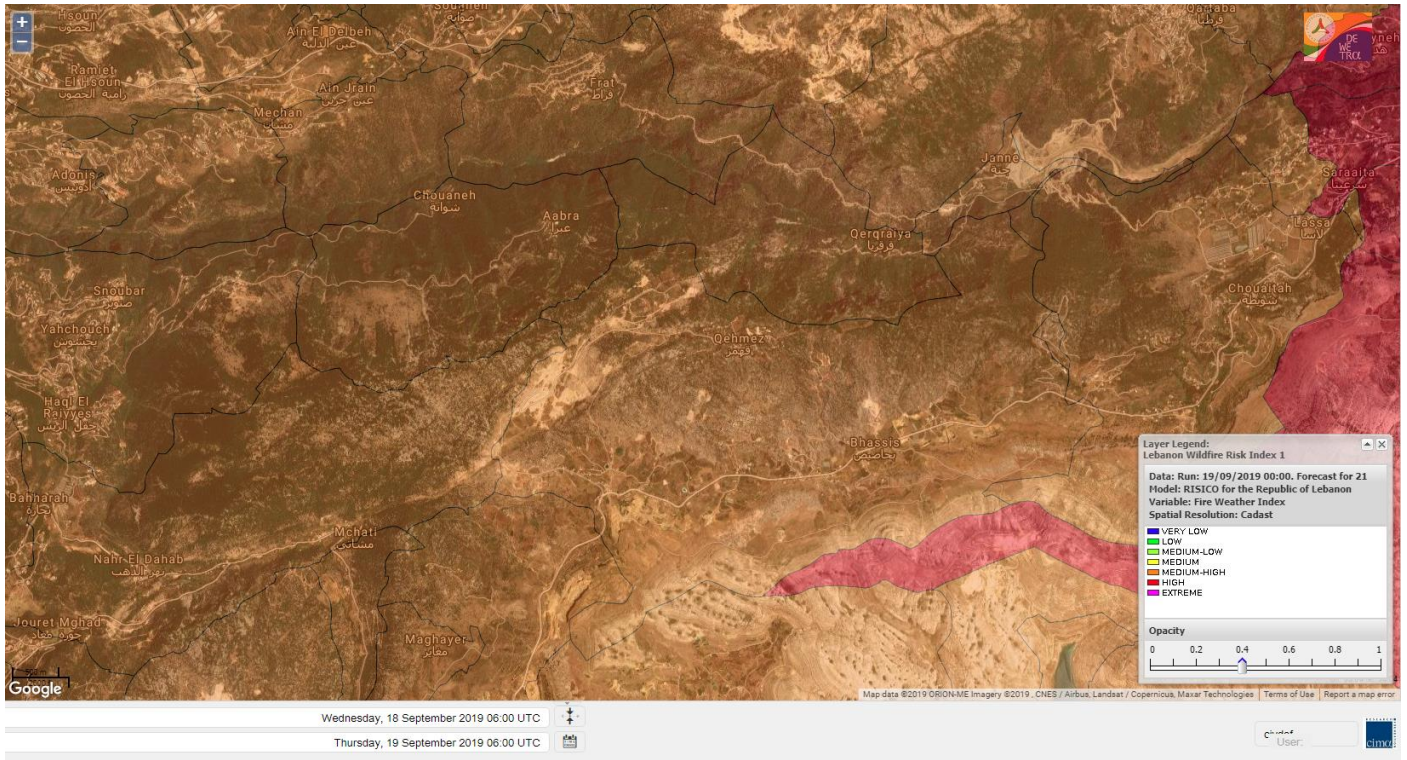 Hsoun
الحصون
Ain El Delbeh
عين الدلبة
صوانة
Qartaba
قرطبا
DE
WE
TRα
Ramiet
El Hsoun
رامية الحصون
Ain Jrain
عين جرين
Frat
فراط
Mechan
مشان
Janne
جنة
Adonis
أدونيس
Saraaita
سرعيتا
Chouaneh
شوانة
Aabra
عبرا
Lassa
لاسا
Qerqraiya
قرقريا
Snoubar
صنوبر
Chouaitah
شويطة
Yahchouch
يحشوش
Qehmez
قهمز
Haql El
Raiyyes
حقل الريس
Bhassis
بحاصيص
Bahharah
بحارة
Mchati
مشاتي
Nahr El Dahab
نهر الذهب
Jouret Mghad
جورة مغاد
Maghayer
مغاير
Google
Layer Legend:
Lebanon Wildfire Risk Index 1
Data: Run: 19/09/2019 00:00. Forecast for 21
Model: RISICO for the Republic of Lebanon
Variable: Fire Weather Index
Spatial Resolution: Cadast
VERY LOW
LOW
MEDIUM-LOW
MEDIUM
MEDIUM-HIGH
HIGH
EXTREME
Opacity
0 0.2 0.4 0.6 0.8 1
Map data ©2019 ORION-ME Imagery ©2019 , CNES / Airbus, Landsat / Copernicus, Maxar Technologies Terms of Use Report a map error
Wednesday, 18 September 2019 06:00 UTC
Thursday, 19 September 2019 06:00 UTC
User:
cima